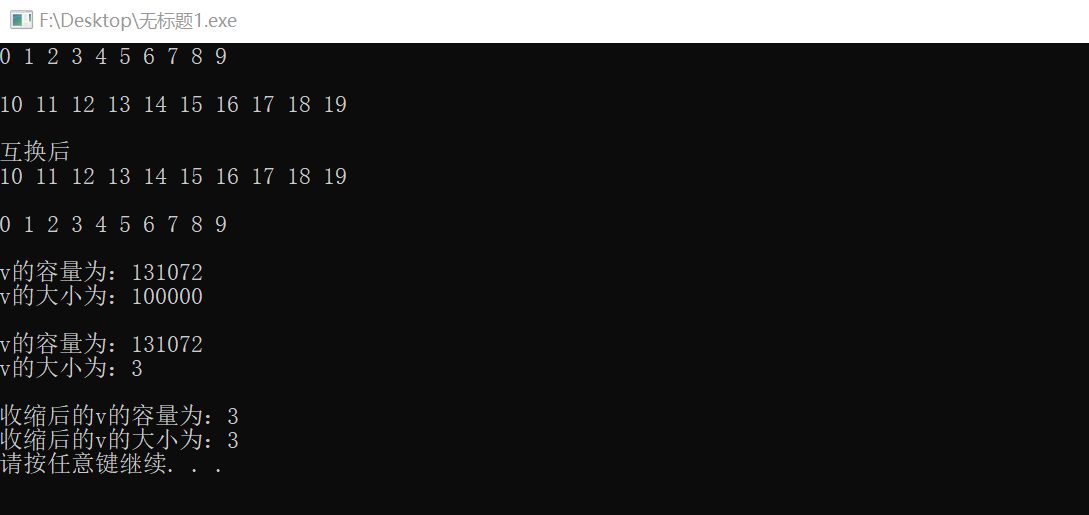 F:\Desktop\无标题1.exe
0 1 2 3 4 5 6 7 8 9
10 11 12 13 14 15 16 17 18 19
互换后
10 11 12 13 14 15 16 17 18 19
0 1 2 3 4 5 6 7 8 9
v的容量为：131072
v的大小为：100000
v的容量为：131072
v的大小为：3
收缩后的v的容量为：3
收缩后的v的大小为：3
请按任意键继续. . .